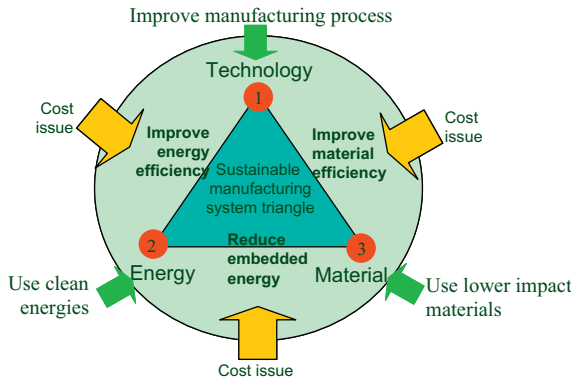 Improve manufacturing process
Technology
1
Cost
issue
Cost
issue
Improve
energy
efficiency
Improve
material
efficiency
Sustainable
manufacturing
system triangle
2
3
Reduce
embedded
energy
Energy
Material
Use clean
energies
Use lower impact
materials
Cost issue